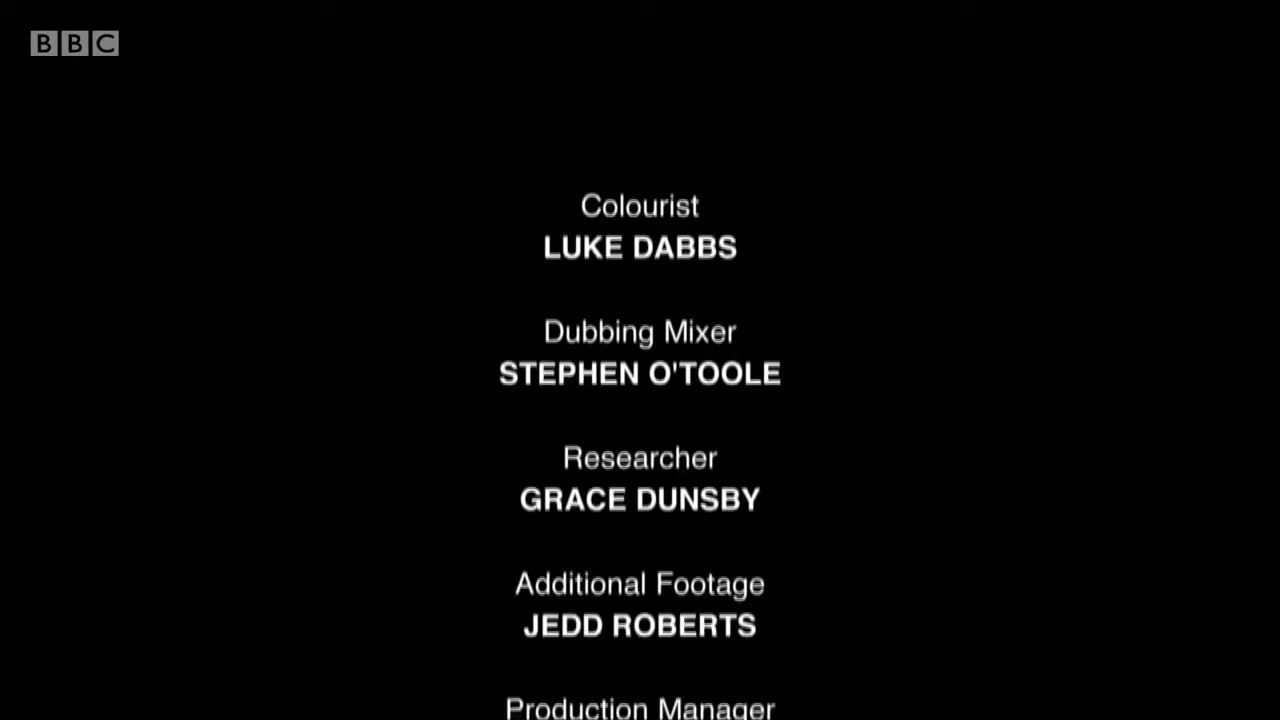 BBC
Colourist
LUKE DABBS
Dubbing Mixer
STEPHEN O'TOOLE
Researcher
GRACE DUNSBY
Additional Footage
JEDD ROBERTS
Production Manager